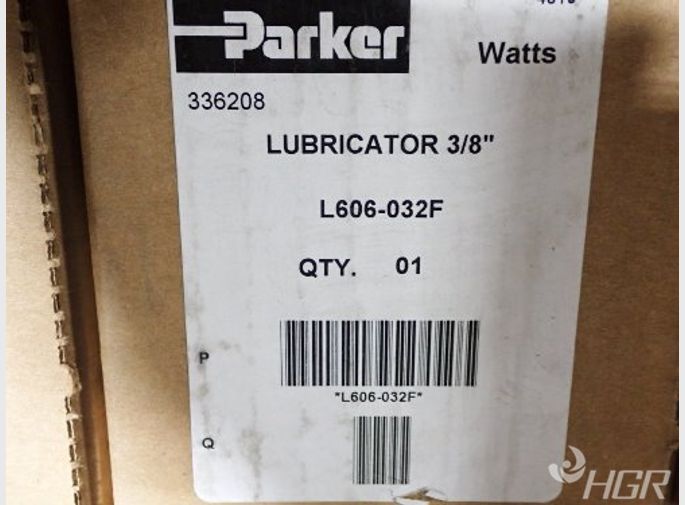 Parker
Watts
336208
LUBRICATOR 3/8"
L606-032F
QTY. 01
P
"L606-032F"
Q
HGR